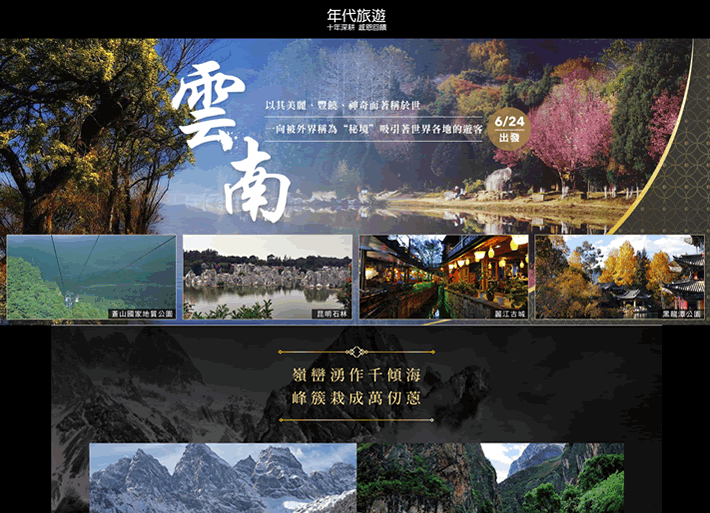 年代旅遊
十年深耕 感恩回饋
雲南
以其美麗、豐饒、神奇而著稱於世
一向被外界稱為“秘境”吸引著世界各地的遊客
6/24
出發
蒼山國家地質公園
昆明石林
麗江古城
黑龍潭公園
嶺巒湧作千傾海
峰簇栽成萬仞蔥